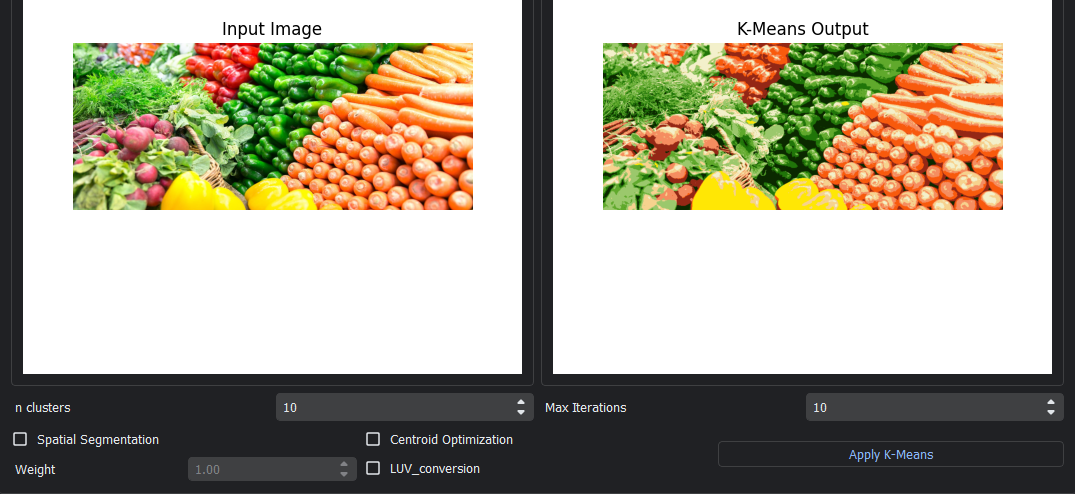 Input Image
K-Means Output
n clusters
10
Max Iterations
10
Spatial Segmentation
Centroid Optimization
Weight
1.00
LUV_conversion
Apply K-Means